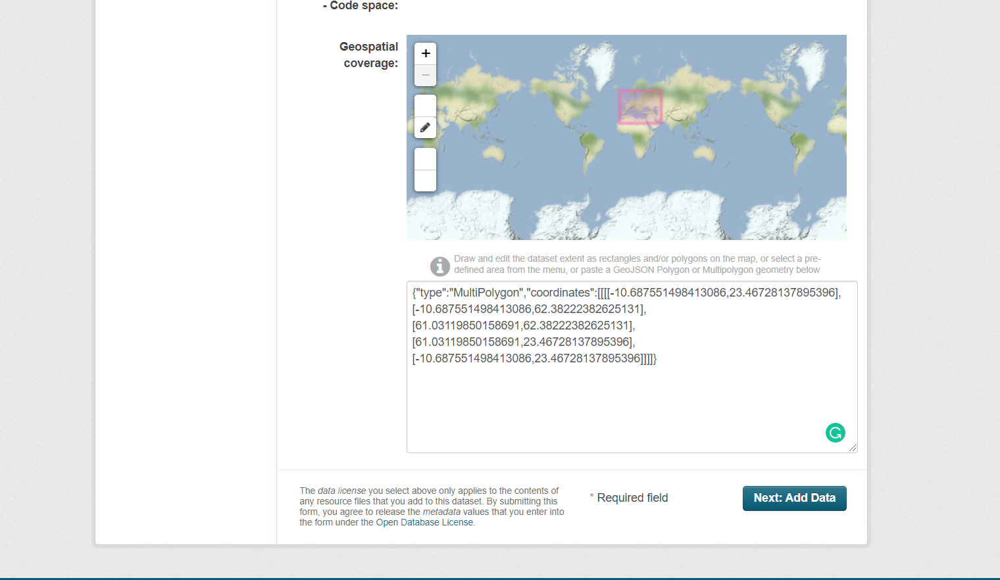 - Code space:
Geospatial
coverage:
+
−
Draw and edit the dataset extent as rectangles and/or polygons on the map, or select a pre-
defined area from the menu, or paste a GeoJSON Polygon or Multipolygon geometry below
{"type":"MultiPolygon","coordinates":[[[[-10.687551498413086,23.46728137895396],
[-10.687551498413086,62.38222382625131],
[61.03119850158691,62.38222382625131],
[61.03119850158691,23.46728137895396],
[-10.687551498413086,23.46728137895396]]]]}
The data license you select above only applies to the contents of
any resource files that you add to this dataset. By submitting this
form, you agree to release the metadata values that you enter into
the form under the Open Database License.
* Required field
Next: Add Data